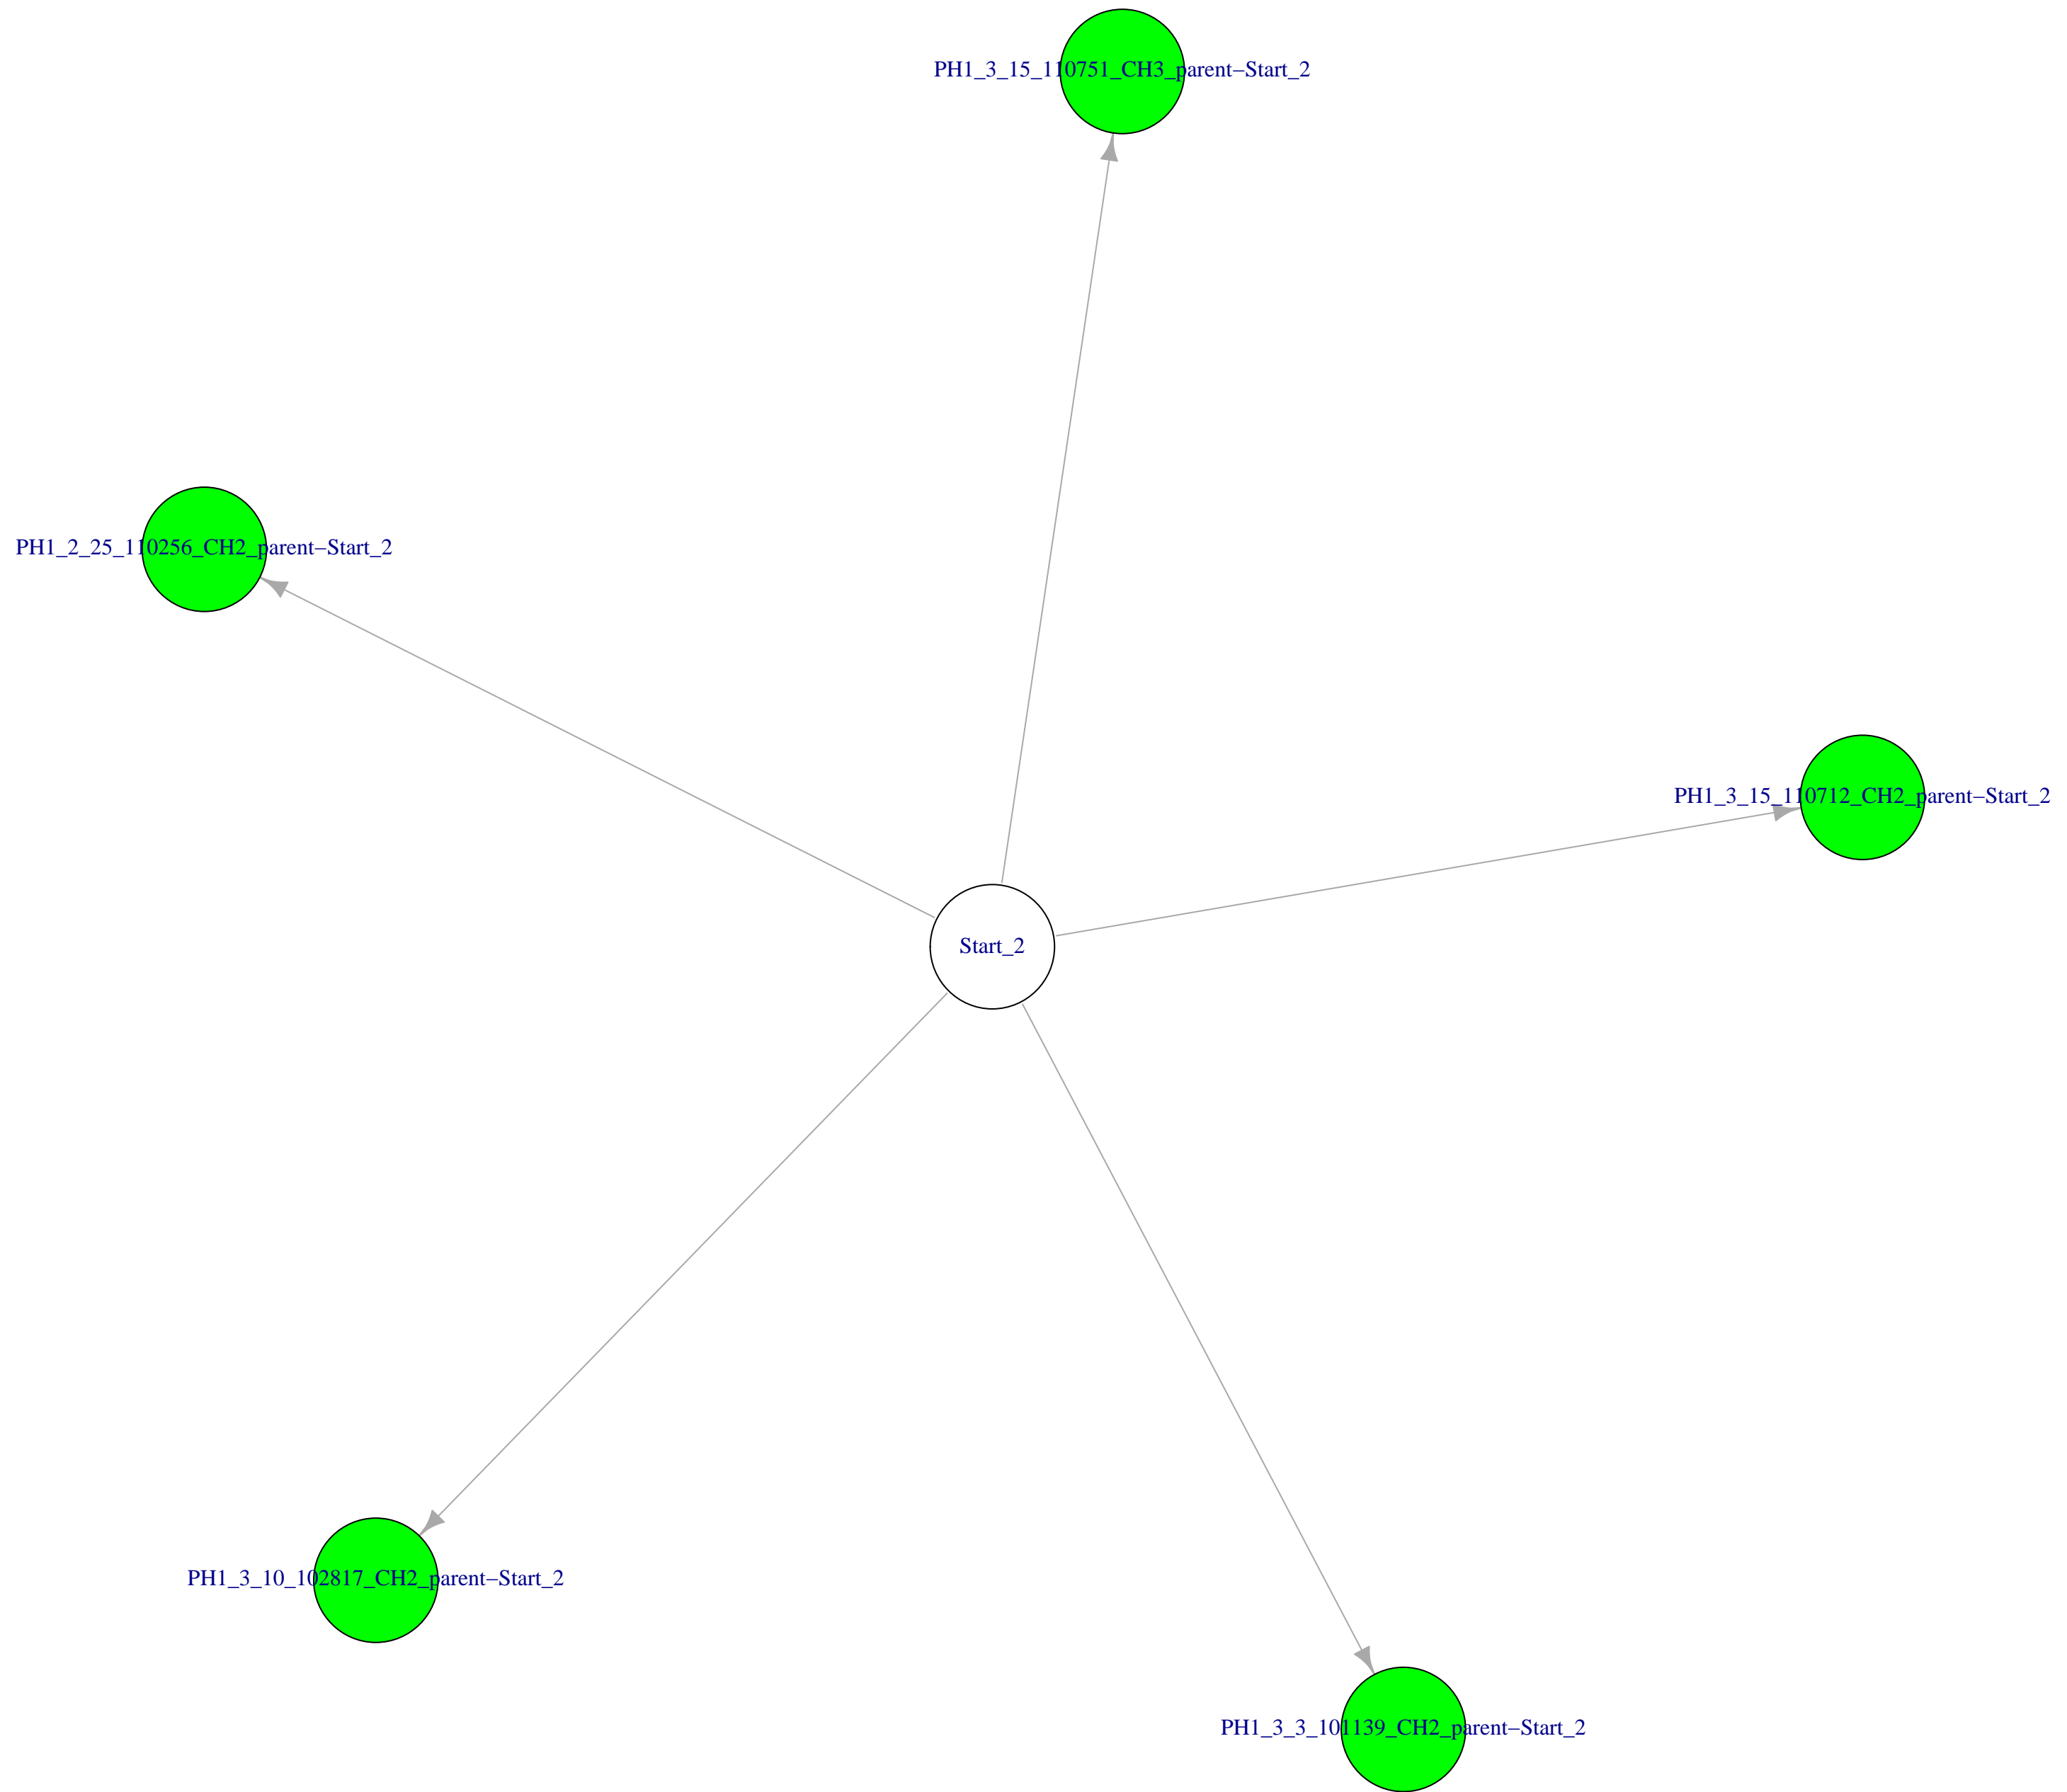 PH1_3_15_110751_CH3_parent−Start_2
PH1_2_25_110256_CH2_parent−Start_2
PH1_3_15_110712_CH2_parent−Start_2
Start_2
PH1_3_10_102817_CH2_parent−Start_2
PH1_3_3_101139_CH2_parent−Start_2